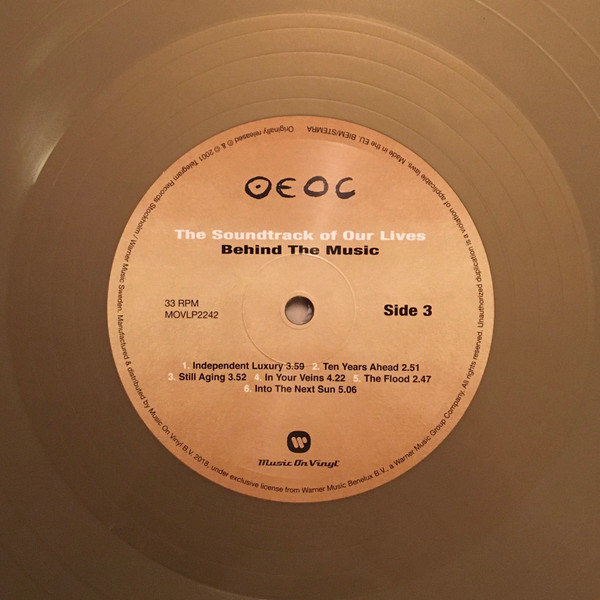 OEOC
The Soundtrack of Our Lives
Behind The Music
33 RPM
MOVLP2242
Side 3
1. Independent Luxury 3.59 2. Ten Years Ahead 2.51
3. Still Aging 3.52 4. In Your Veins 4.22 5. The Flood 2.47
6. Into The Next Sun 5.06
Music On Vinyl
Originally released ℗ & © 2001 Telegram Records Stockholm / Warner Music Sweden. Manufactured & distributed by Music On Vinyl B.V. 2018, under exclusive license from Warner Music Benelux B.V., a Warner Music Group Company. All rights reserved. Unauthorized duplication is a violation of applicable laws. Made in the EU. BIEM/STEMRA